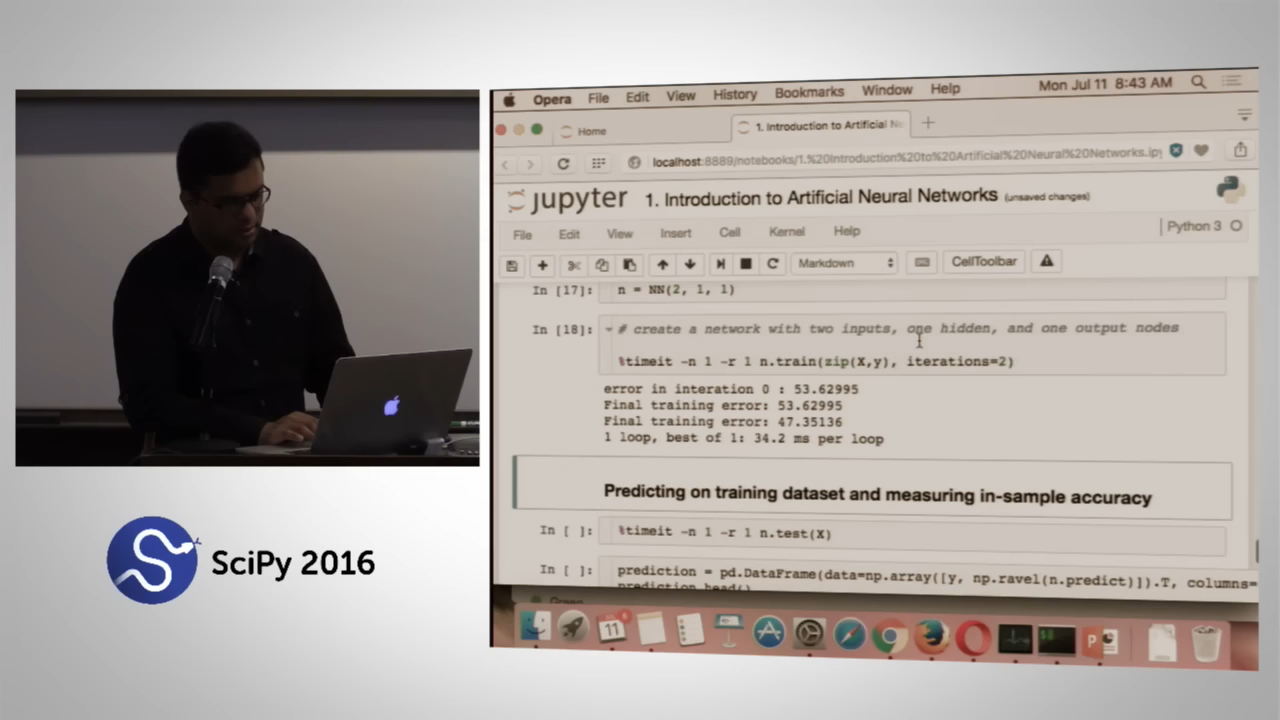 SciPy 2016
Opera File Edit View History Bookmarks Window Help Mon Jul 11 8:43 AM
Home
1. Introduction to Artificial Ne
localhost:8889/notebooks/1.%20Introduction%20to%20Artificial%20Neural%20Networks.ipy
jupyter 1. Introduction to Artificial Neural Networks (unsaved changes)
File Edit View Insert Cell Kernel Help Python 3
Markdown CellToolbar
In [17]: n = NN(2, 1, 1)
In [18]: # create a network with two inputs, one hidden, and one output nodes
%timeit -n 1 -r 1 n.train(zip(X,y), iterations=2)
error in interation 0 : 53.62995
Final training error: 53.62995
Final training error: 47.35136
1 loop, best of 1: 34.2 ms per loop
Predicting on training dataset and measuring in-sample accuracy
In [ ]: %timeit -n 1 -r 1 n.test(X)
In [ ]: prediction = pd.DataFrame(data=np.array([y, np.ravel(n.predict)]).T, columns=
prediction.head()
11